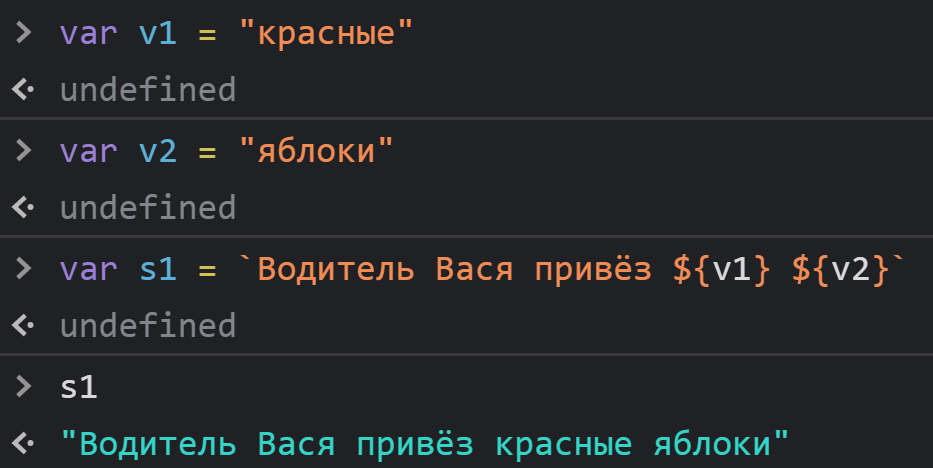 > var v1 = "красные"
<· undefined
> var v2 = "яблоки"
<· undefined
> var s1 = `Водитель Вася привёз ${v1} ${v2}`
<· undefined
> s1
<· "Водитель Вася привёз красные яблоки"